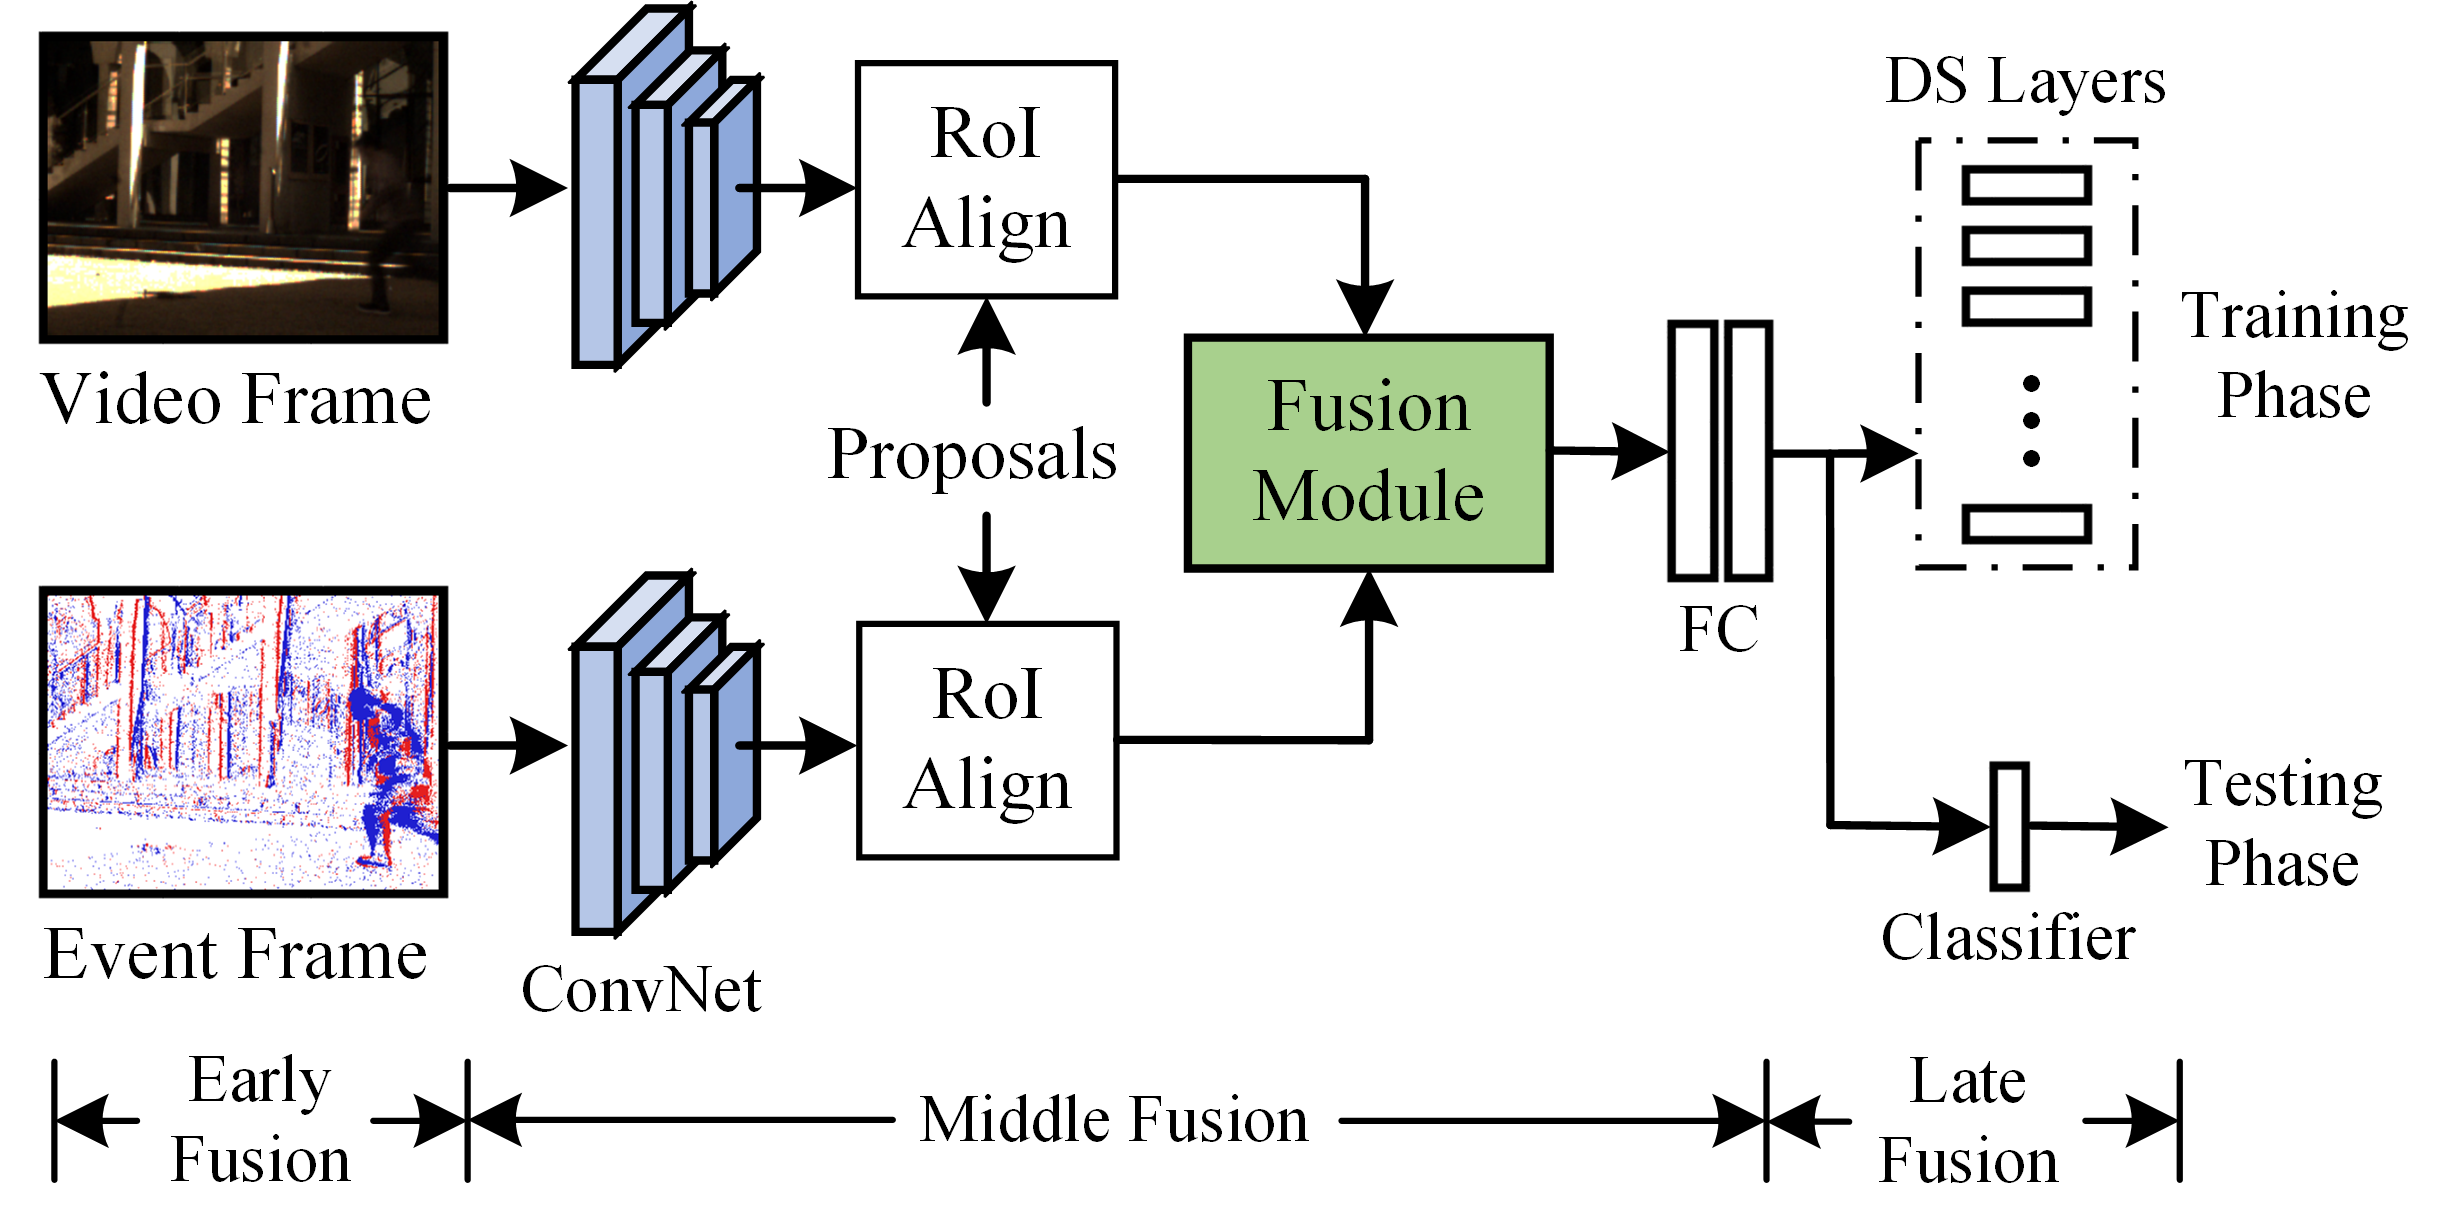 Video Frame
RoI
Align
Proposals
Fusion
Module
DS Layers
Training
Phase
Event Frame
ConvNet
RoI
Align
FC
Classifier
Testing
Phase
Early
Fusion
Middle Fusion
Late
Fusion